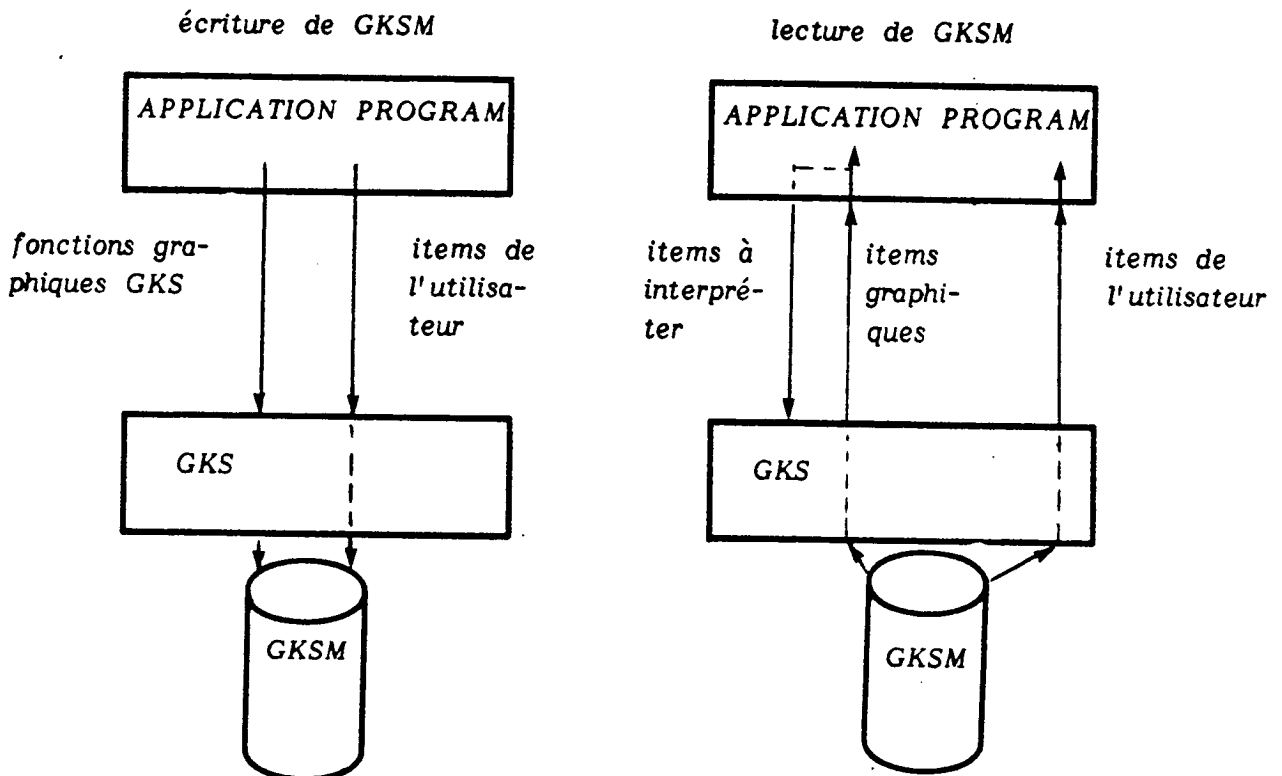 écriture de GKSM
APPLICATION PROGRAM
fonctions gra-
phiques GKS
items de
l'utilisa-
teur
GKS
GKSM
lecture de GKSM
APPLICATION PROGRAM
items à
interpré-
ter
items
graphi-
ques
items de
l'utilisateur
GKS
GKSM